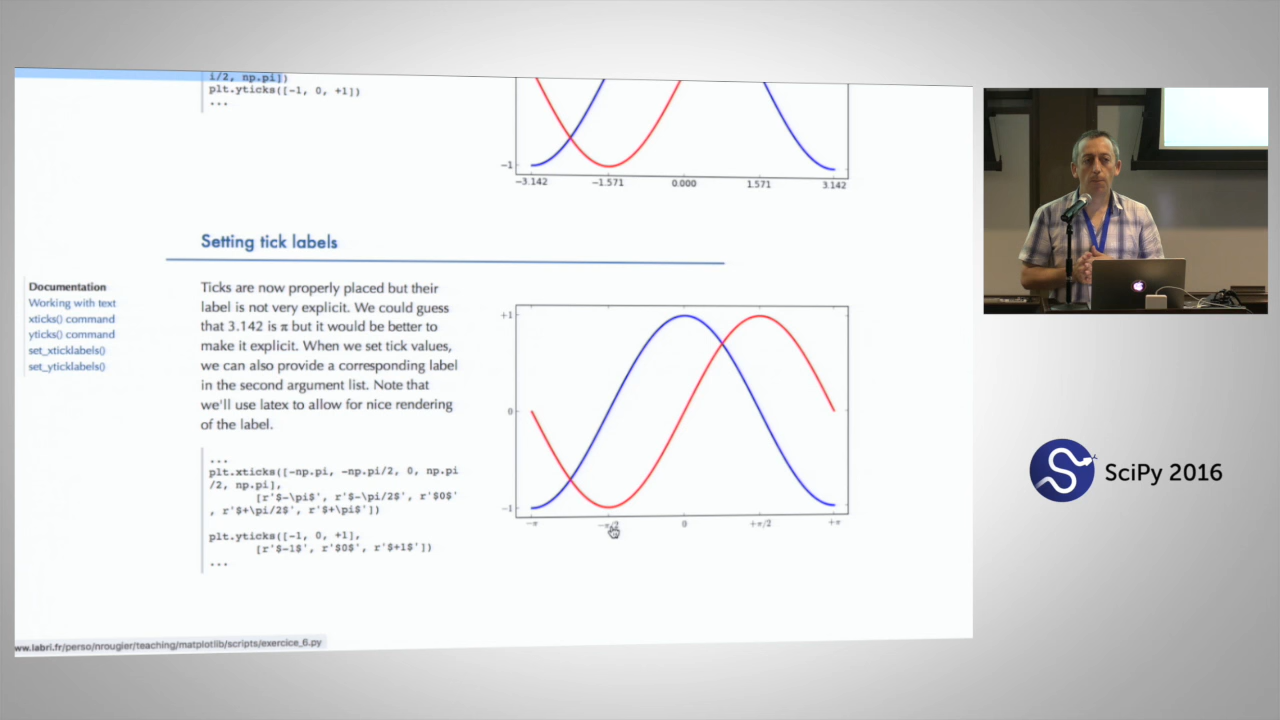 i/2, np.pi])
plt.yticks([-1, 0, +1])
...
−1
−3.142 −1.571 0.000 1.571 3.142
Setting tick labels
Documentation
Working with text
xticks() command
yticks() command
set_xticklabels()
set_yticklabels()
Ticks are now properly placed but their
label is not very explicit. We could guess
that 3.142 is π but it would be better to
make it explicit. When we set tick values,
we can also provide a corresponding label
in the second argument list. Note that
we'll use latex to allow for nice rendering
of the label.
...
plt.xticks([-np.pi, -np.pi/2, 0, np.pi
/2, np.pi],
[r'$-\pi$', r'$-\pi/2$', r'$0$'
, r'$+\pi/2$', r'$+\pi$'])
plt.yticks([-1, 0, +1],
[r'$-1$', r'$0$', r'$+1$'])
...
+1
0
−1
−π −π/2 0 +π/2 +π
ww.labri.fr/perso/nrougier/teaching/matplotlib/scripts/exercice_6.py
SciPy 2016